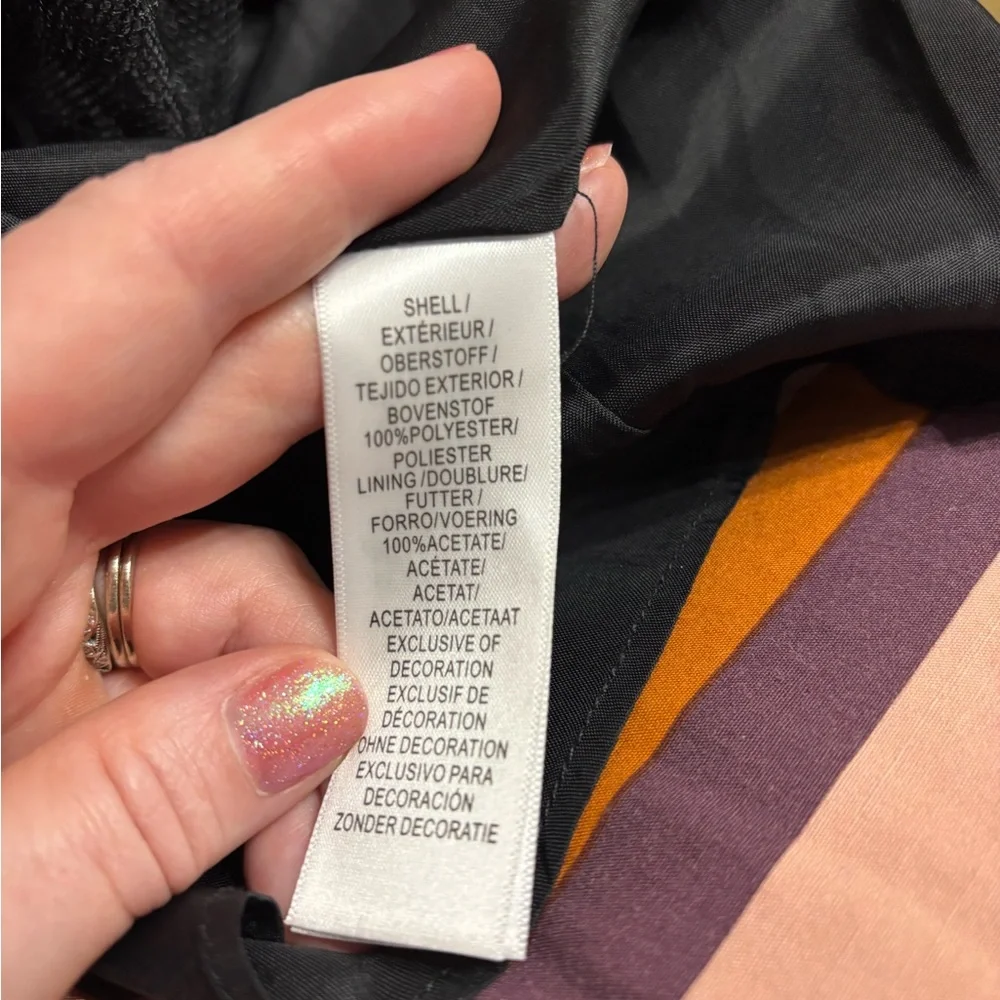 SHELL/
EXTÉRIEUR/
OBERSTOFF/
TEJIDO EXTERIOR/
BOVENSTOF
100%POLYESTER/
POLIESTER
LINING/DOUBLURE/
FUTTER/
FORRO/VOERING
100%ACETATE/
ACÉTATE/
ACETAT/
ACETATO/ACETAAT
EXCLUSIVE OF
DECORATION
EXCLUSIF DE
DÉCORATION
OHNE DECORATION
EXCLUSIVO PARA
DECORACIÓN
ZONDER DECORATIE